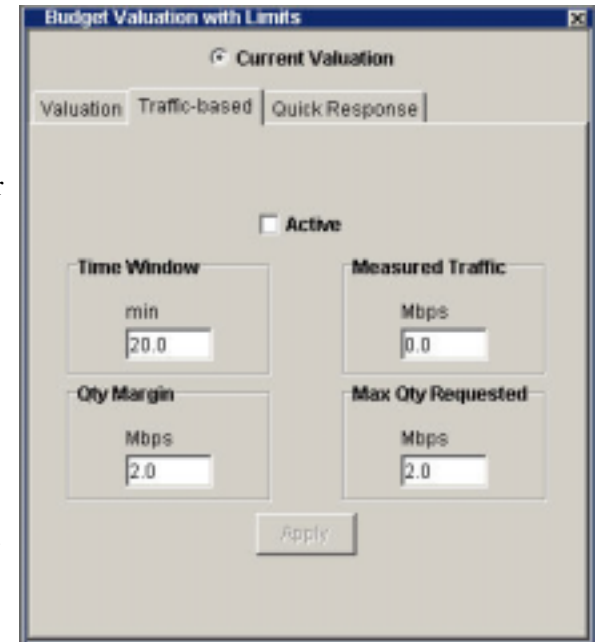 Budget Valuation with Limits
Current Valuation
Valuation Traffic-based Quick Response
r
Active
Time Window Measured Traffic
min Mbps
20.0 0.0
Qty Margin Max Qty Requested
Mbps Mbps
2.0 2.0
Apply